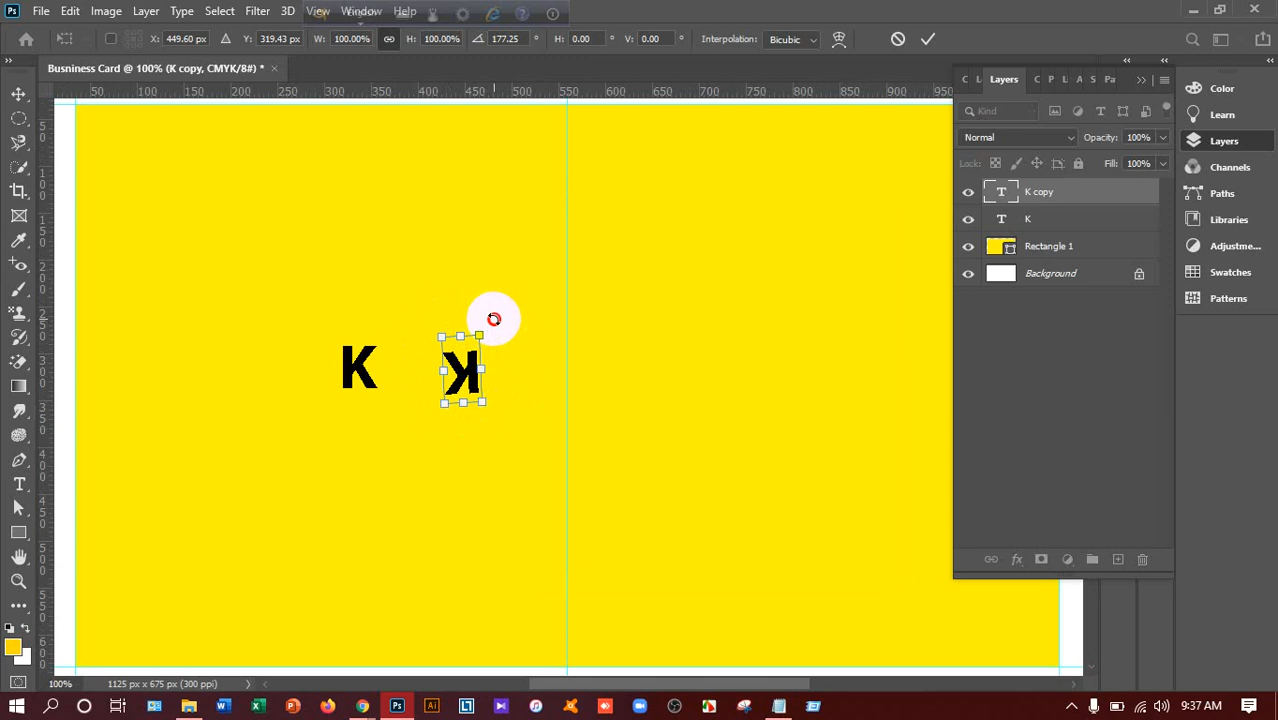 File Edit Image Layer Type Select Filter 3D View Window Help
X: 449.60 px Y: 319.43 px W: 100.00% H: 100.00% 177.25 ° H: 0.00 ° V: 0.00 ° Interpolation: Bicubic
Busniness Card @ 100% (K copy, CMYK/8#) * ×
50 100 150 200 250 300 350 400 450 500 550 600 650 700 750 800 850 900 950
C L Layers C P L A S Pa
Kind
Normal Opacity: 100%
Lock: Fill: 100%
T K copy
T K
Rectangle 1
Background
Color
Learn
Layers
Channels
Paths
Libraries
Adjustme...
Swatches
Patterns
K K
100% 1125 px x 675 px (300 ppi)
9:37 AM